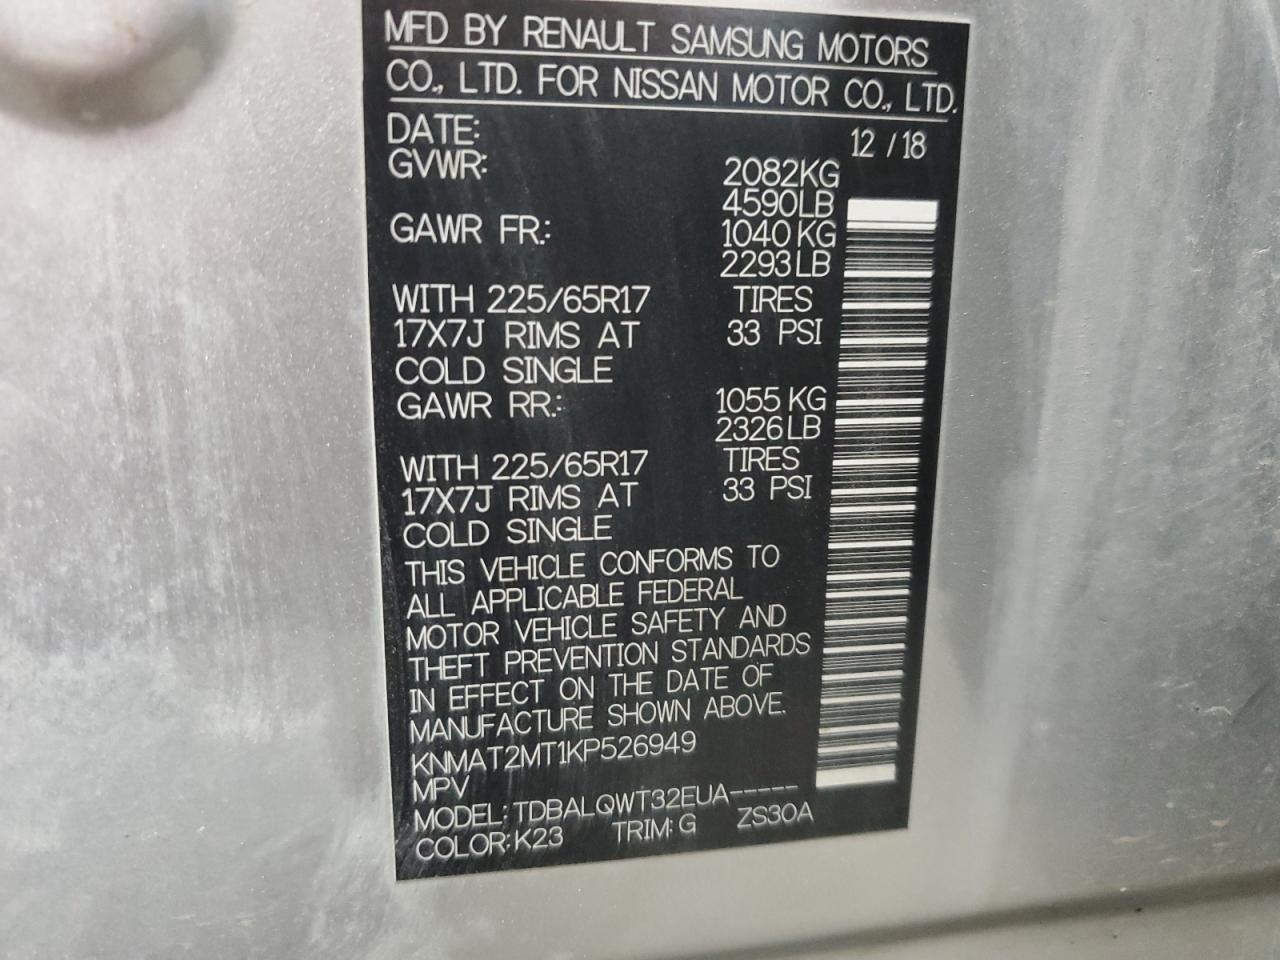 MFD BY RENAULT SAMSUNG MOTORS
CO., LTD. FOR NISSAN MOTOR CO., LTD.
DATE: 12 / 18
GVWR: 2082KG
4590LB
GAWR FR.: 1040 KG
2293LB
WITH 225/65R17 TIRES
17X7J RIMS AT 33 PSI
COLD SINGLE
GAWR RR.: 1055 KG
2326LB
WITH 225/65R17 TIRES
17X7J RIMS AT 33 PSI
COLD SINGLE
THIS VEHICLE CONFORMS TO
ALL APPLICABLE FEDERAL
MOTOR VEHICLE SAFETY AND
THEFT PREVENTION STANDARDS
IN EFFECT ON THE DATE OF
MANUFACTURE SHOWN ABOVE.
KNMAT2MT1KP526949
MPV
MODEL: TDBALQWT32EUA-----
COLOR: K23 TRIM: G ZS30A